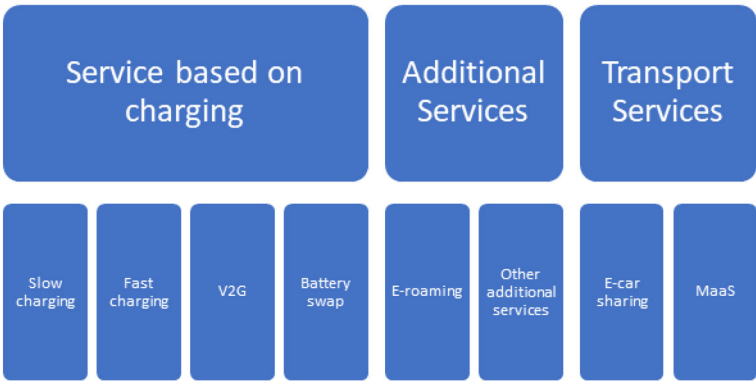 Service based on
charging
Additional
Services
Transport
Services
Slow
charging
Fast
charging
V2G
Battery
swap
E-roaming
Other
additional
services
E-car
sharing
MaaS